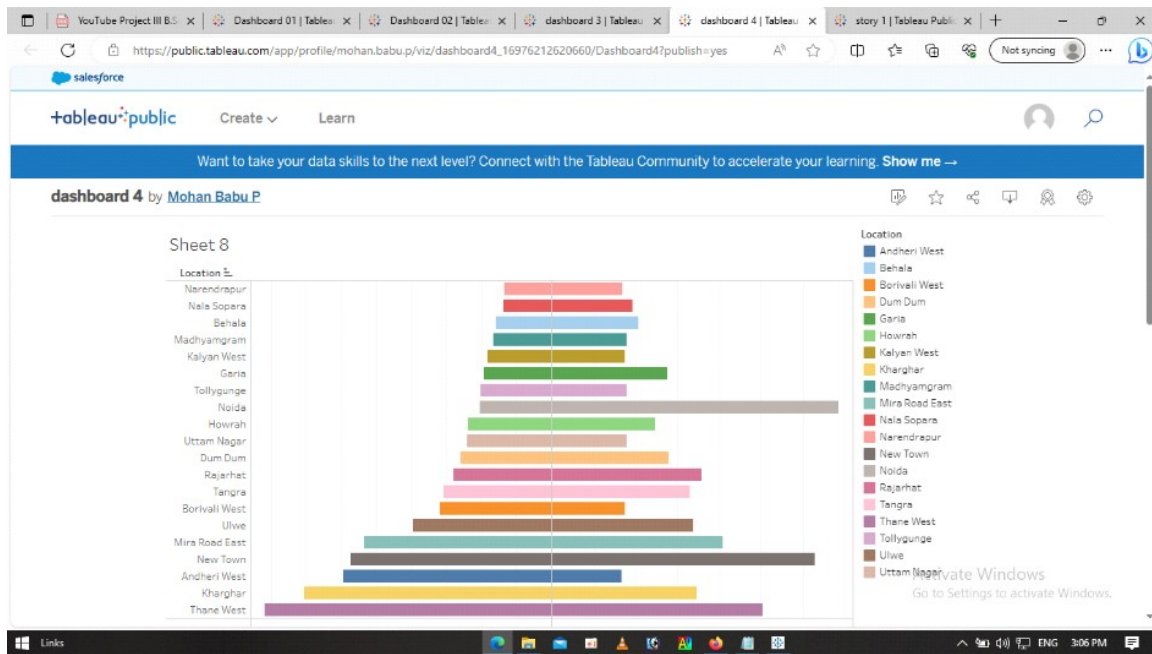 YouTube Project III B.S
Dashboard 01 | Tableau
Dashboard 02 | Tableau
dashboard 3 | Tableau
dashboard 4 | Tableau
story 1 | Tableau Public
https://public.tableau.com/app/profile/mohan.babu.p/viz/dashboard4_16976212620660/Dashboard4?publish=yes
Not syncing
salesforce
+ableau+public
Create
Learn
Want to take your data skills to the next level? Connect with the Tableau Community to accelerate your learning. Show me →
dashboard 4 by Mohan Babu P
Sheet 8
Location
Narendrapur
Nala Sopara
Behala
Madhyamgram
Kalyan West
Garia
Tollygunge
Noida
Howrah
Uttam Nagar
Dum Dum
Rajarhat
Tangra
Borivali West
Ulwe
Mira Road East
New Town
Andheri West
Kharghar
Thane West
Location
Andheri West
Behala
Borivali West
Dum Dum
Garia
Howrah
Kalyan West
Kharghar
Madhyamgram
Mira Road East
Nala Sopara
Narendrapur
New Town
Noida
Rajarhat
Tangra
Thane West
Tollygunge
Ulwe
Uttam Nagar
Activate Windows
Go to Settings to activate Windows.
Links
ENG
3:06 PM